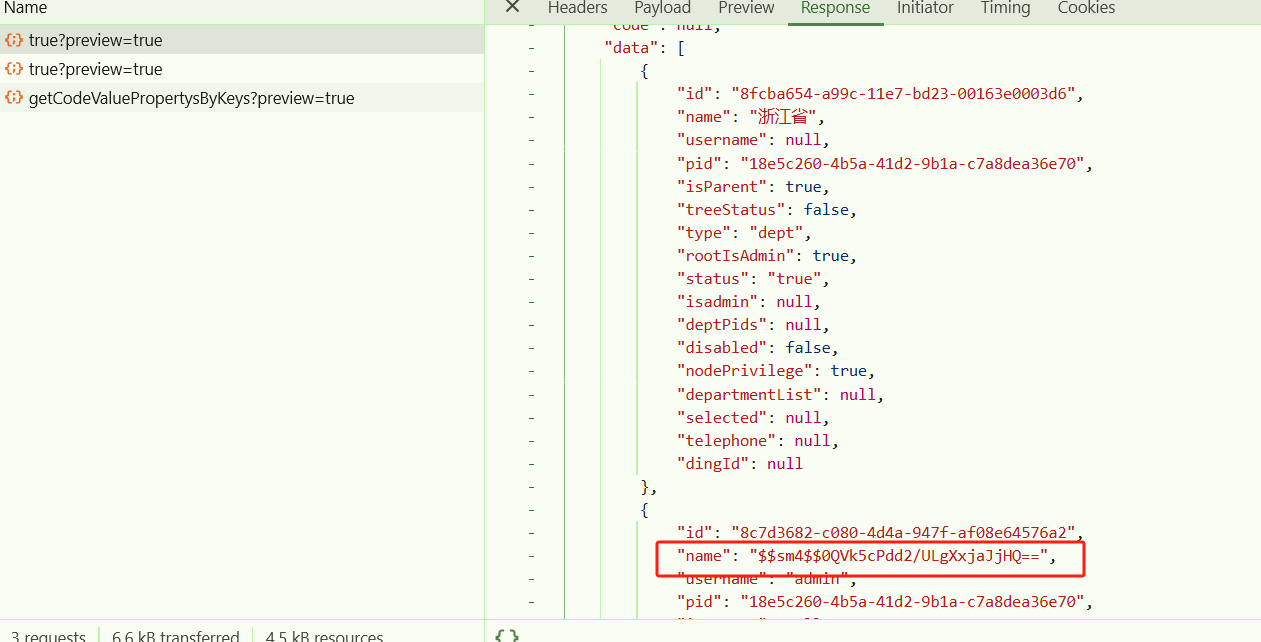 Name
Headers Payload Preview Response Initiator Timing Cookies
true?preview=true
true?preview=true
getCodeValuePropertysByKeys?preview=true
"code": null,
"data": [
{
"id": "8fcba654-a99c-11e7-bd23-00163e0003d6",
"name": "浙江省",
"username": null,
"pid": "18e5c260-4b5a-41d2-9b1a-c7a8dea36e70",
"isParent": true,
"treeStatus": false,
"type": "dept",
"rootIsAdmin": true,
"status": "true",
"isadmin": null,
"deptPids": null,
"disabled": false,
"nodePrivilege": true,
"departmentList": null,
"selected": null,
"telephone": null,
"dingId": null
},
{
"id": "8c7d3682-c080-4d4a-947f-af08e64576a2",
"name": "$$sm4$$0QVk5cPdd2/ULgXxjaJjHQ==",
"username": "admin",
"pid": "18e5c260-4b5a-41d2-9b1a-c7a8dea36e70",
3 requests 6.6 kB transferred 4.5 kB resources
{ }